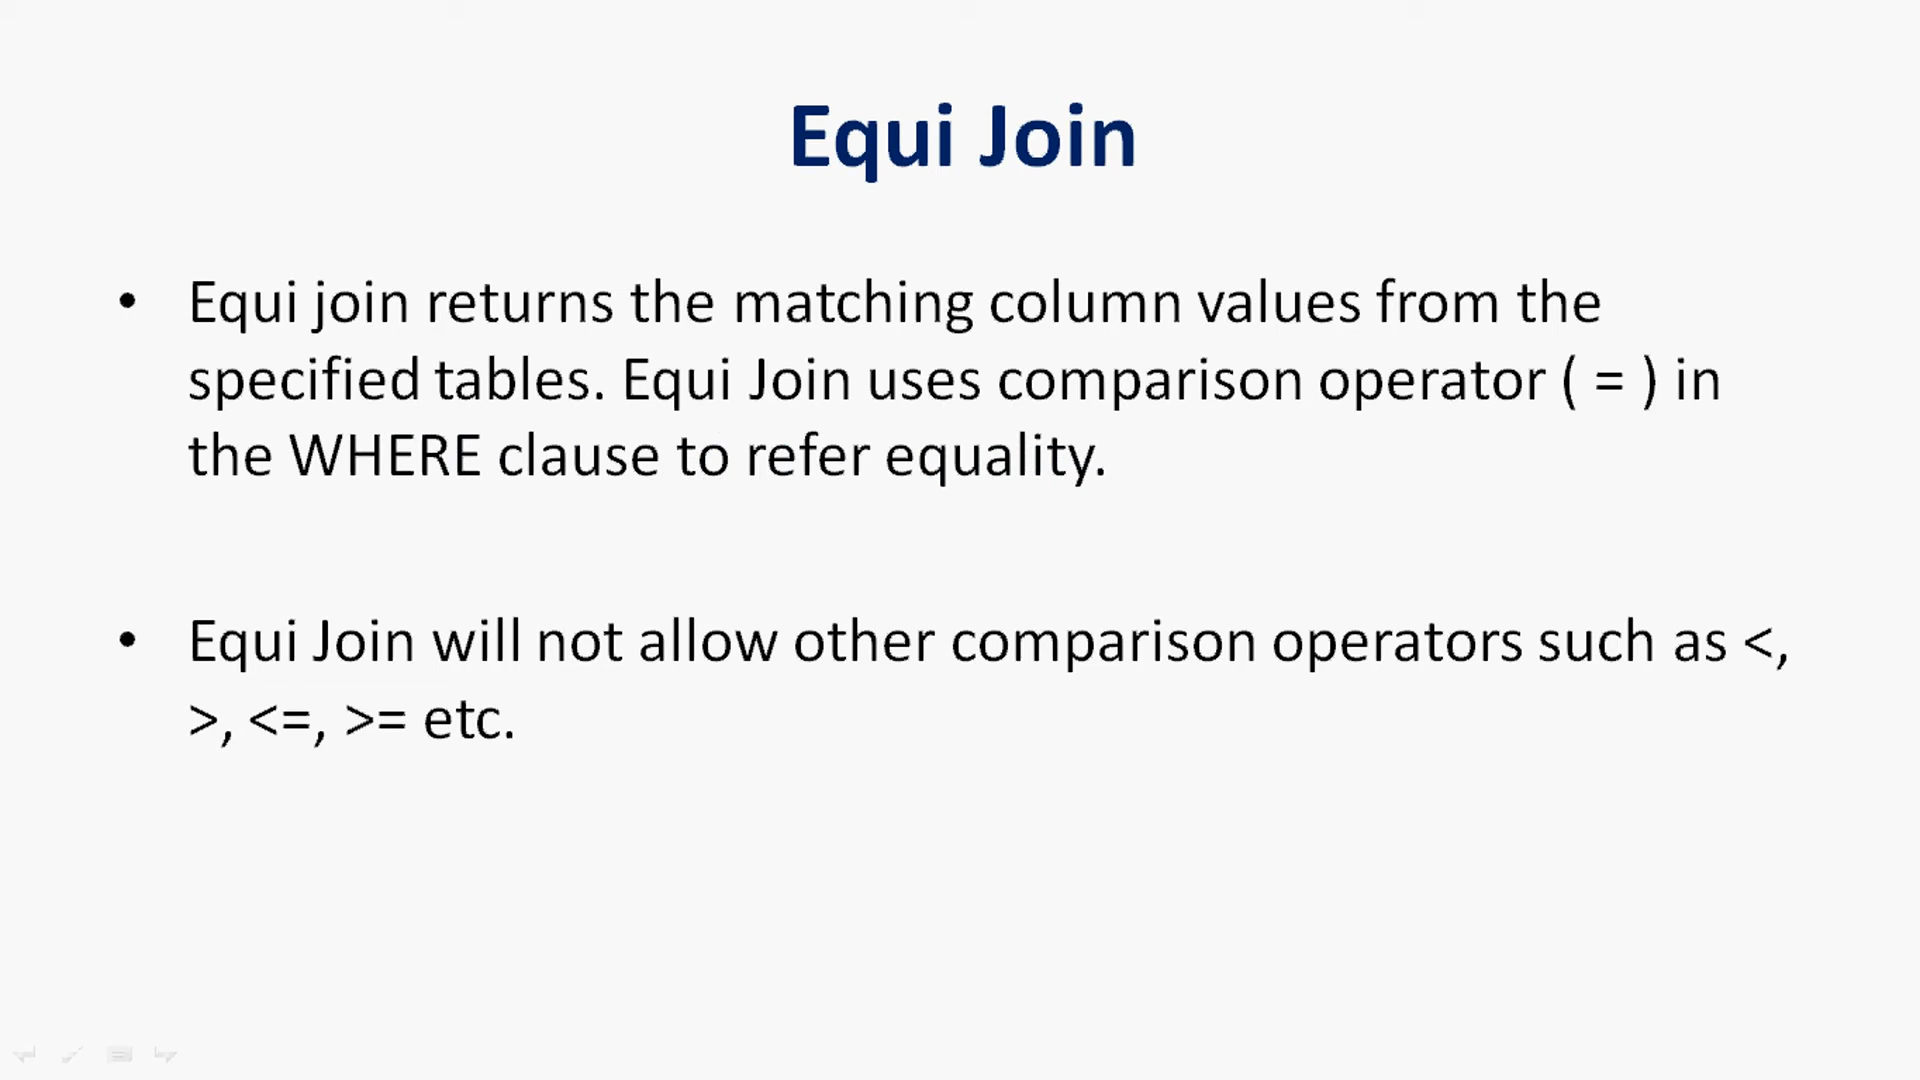 Equi Join
• Equi join returns the matching column values from the
specified tables. Equi Join uses comparison operator ( = ) in
the WHERE clause to refer equality.
• Equi Join will not allow other comparison operators such as <,
>, <=, >= etc.